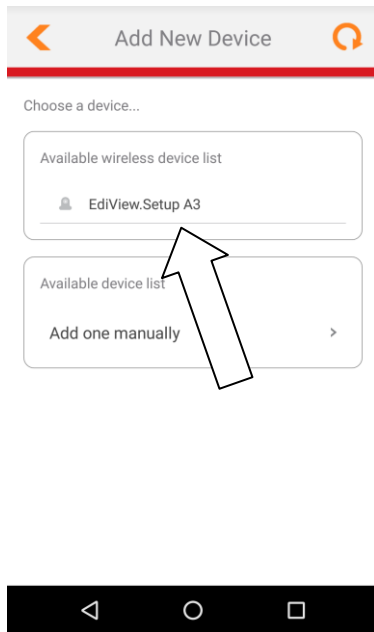 Add New Device
Choose a device...
Available wireless device list
EdiView.Setup A3
Available device list
Add one manually